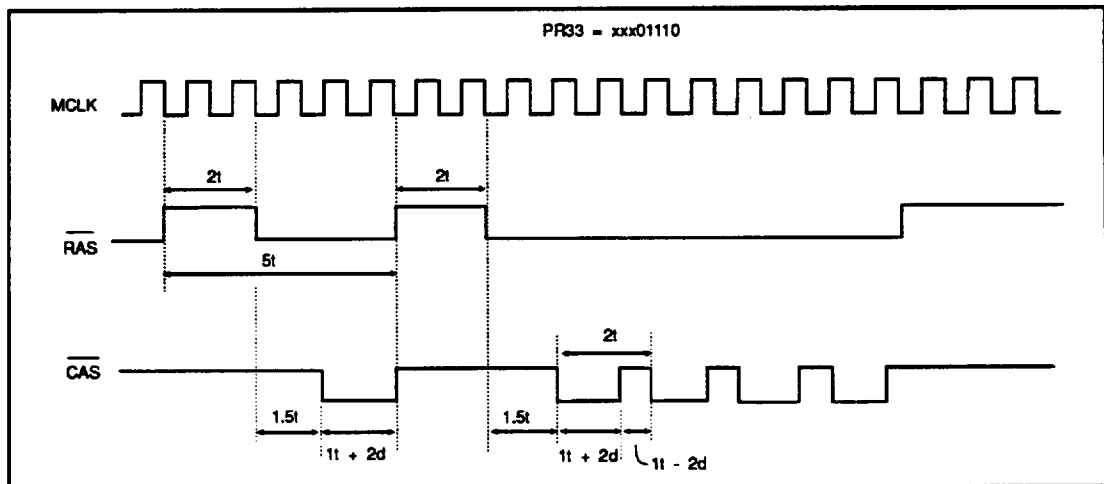 PR33 = xxx01110
MCLK
2t
2t
RAS
5t
2t
CAS
1.5t
1t + 2d
1.5t
1t + 2d
1t - 2d